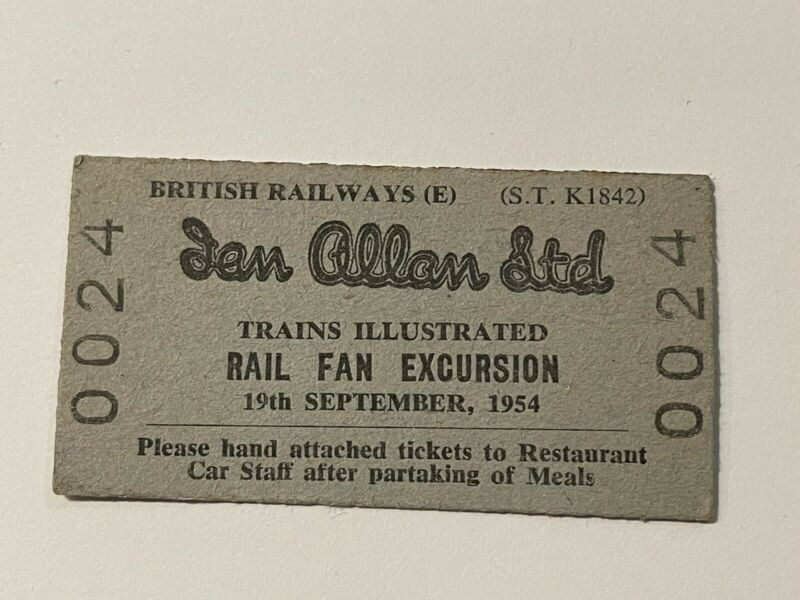 BRITISH RAILWAYS (E) (S.T. K1842)
Ian Allan Ltd
TRAINS ILLUSTRATED
RAIL FAN EXCURSION
19th SEPTEMBER, 1954
Please hand attached tickets to Restaurant
Car Staff after partaking of Meals
0024
0024